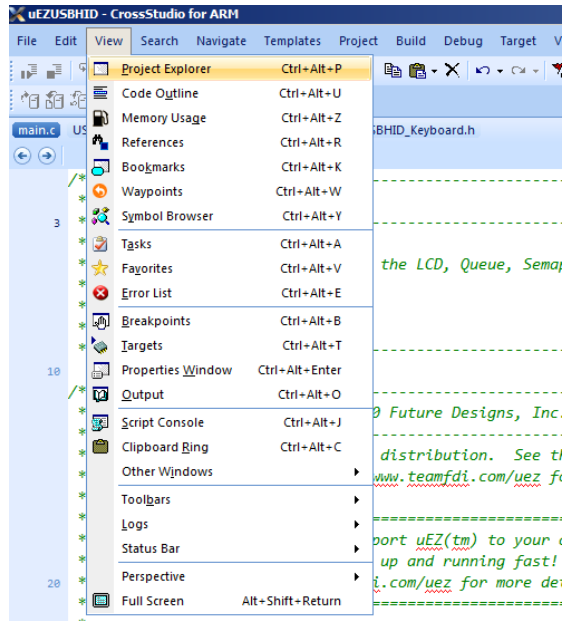 uEZUSBHID - CrossStudio for ARM
File Edit View Search Navigate Templates Project Build Debug Target
main.c
SBHID_Keyboard.h
Project Explorer Ctrl+Alt+P
Code Outline Ctrl+Alt+U
Memory Usage Ctrl+Alt+Z
References Ctrl+Alt+R
Bookmarks Ctrl+Alt+K
Waypoints Ctrl+Alt+W
Symbol Browser Ctrl+Alt+Y
Tasks Ctrl+Alt+A
Favorites Ctrl+Alt+V
Error List Ctrl+Alt+E
Breakpoints Ctrl+Alt+B
Targets Ctrl+Alt+T
Properties Window Ctrl+Alt+Enter
Output Ctrl+Alt+O
Script Console Ctrl+Alt+J
Clipboard Ring Ctrl+Alt+C
Other Windows
Toolbars
Logs
Status Bar
Perspective
Full Screen Alt+Shift+Return
/*
3
the LCD, Queue, Semap
10
/*
0 Future Designs, Inc.
distribution. See th
www.teamfdi.com/uez fo
port uEZ(tm) to your
up and running fast!
20
i.com/uez for more det